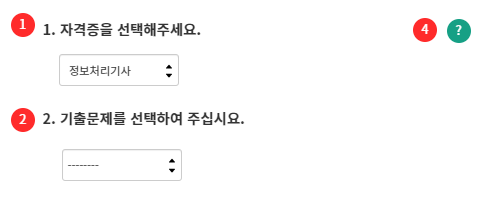 1 1. 자격증을 선택해주세요. 4 ?
정보처리기사
2 2. 기출문제를 선택하여 주십시요.
--------